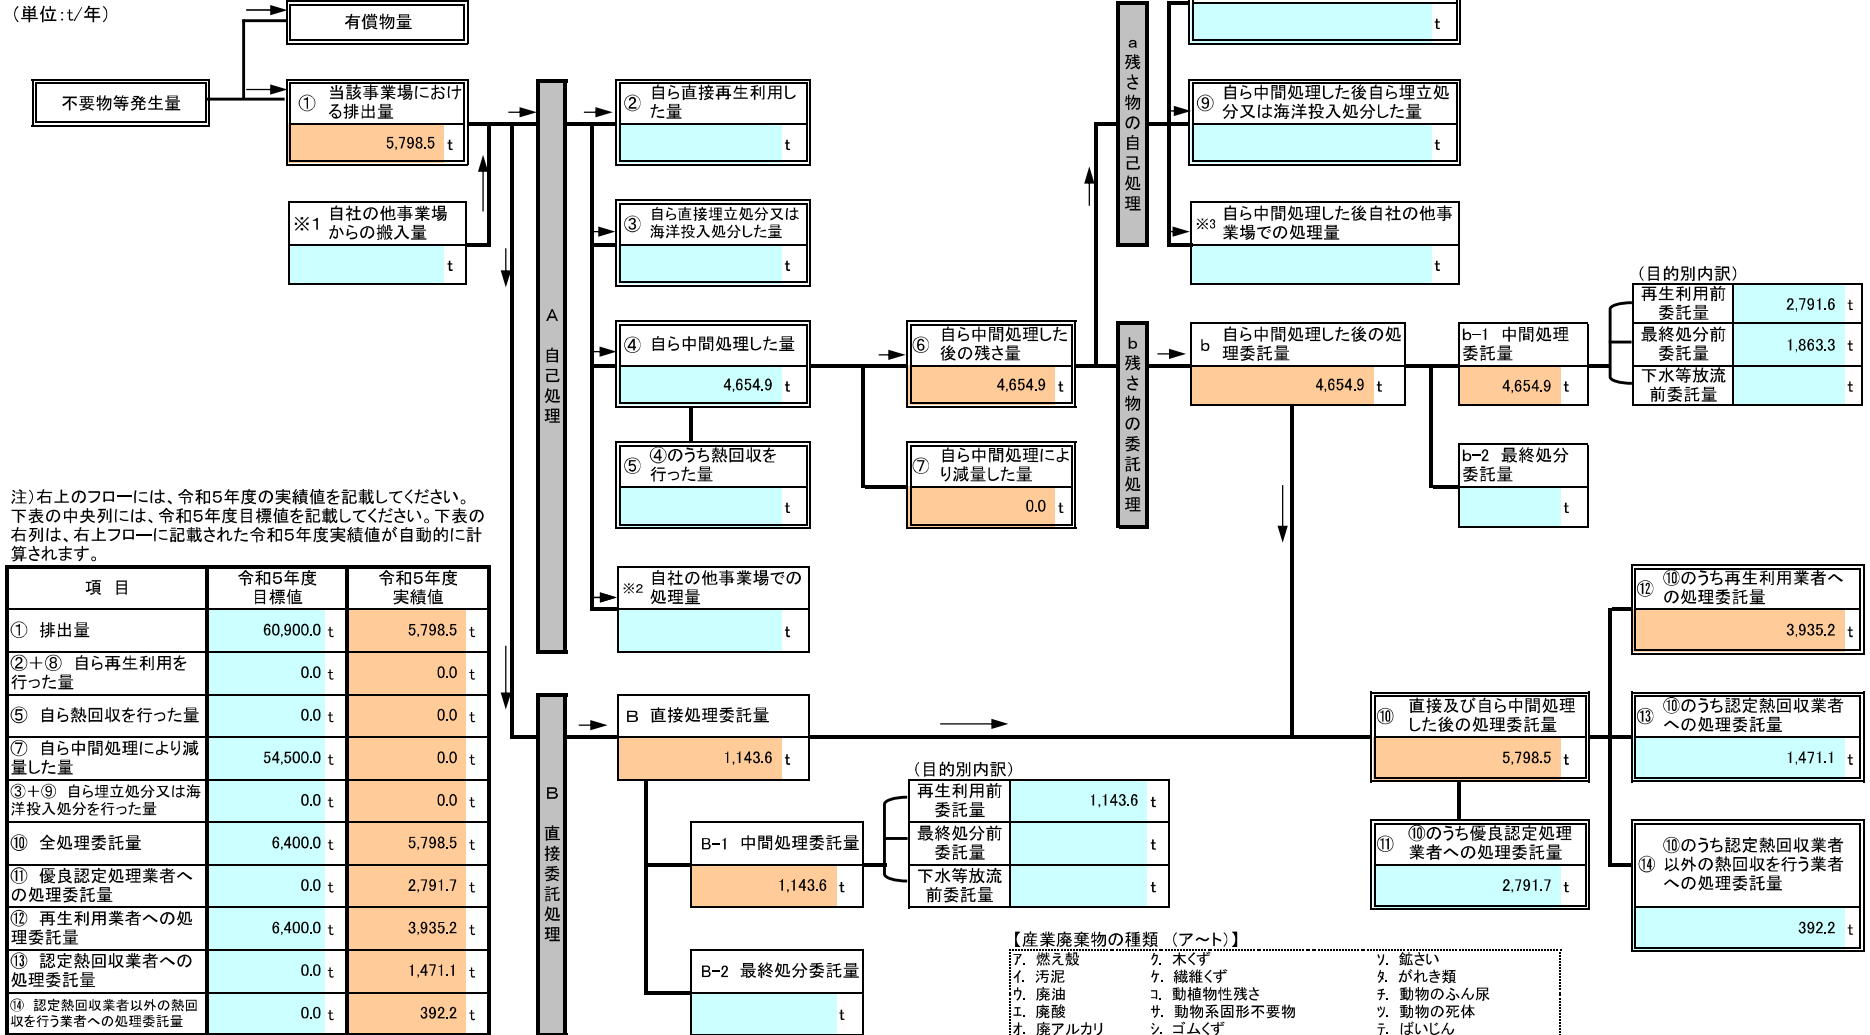 （単位：t／年）
有償物量
不要物等発生量
① 当該事業場におけ
る排出量
5,798.5 t
※1 自社の他事業場
からの搬入量
t
A 自己処理
② 自ら直接再生利用し
た量
t
③ 自ら直接埋立処分又は
海洋投入処分した量
t
④ 自ら中間処理した量
4,654.9 t
⑤ ④のうち熱回収を
行った量
t
※2 自社の他事業場での
処理量
t
⑥ 自ら中間処理した
後の残さ量
4,654.9 t
⑦ 自ら中間処理によ
り減量した量
0.0 t
a 残さ物の自己処理
t
⑨ 自ら中間処理した後自ら埋立処
分又は海洋投入処分した量
t
※3 自ら中間処理した後自社の他事
業場での処理量
t
b 残さ物の委託処理
b 自ら中間処理した後の処
理委託量
4,654.9 t
b-1 中間処理
委託量
4,654.9 t
（目的別内訳）
再生利用前
委託量
2,791.6 t
最終処分前
委託量
1,863.3 t
下水等放流
前委託量
t
b-2 最終処分
委託量
t
注）右上のフローには、令和５年度の実績値を記載してください。
下表の中央列には、令和５年度目標値を記載してください。下表の
右列は、右上フローに記載された令和５年度実績値が自動的に計
算されます。
項 目 令和５年度 目標値 令和５年度 実績値
① 排出量 60,900.0 t 5,798.5 t
②＋⑧ 自ら再生利用を
行った量 0.0 t 0.0 t
⑤ 自ら熱回収を行った量 0.0 t 0.0 t
⑦ 自ら中間処理により減
量した量 54,500.0 t 0.0 t
③＋⑨ 自ら埋立処分又は海
洋投入処分を行った量 0.0 t 0.0 t
⑩ 全処理委託量 6,400.0 t 5,798.5 t
⑪ 優良認定処理業者へ
の処理委託量 0.0 t 2,791.7 t
⑫ 再生利用業者への処
理委託量 6,400.0 t 3,935.2 t
⑬ 認定熱回収業者への
処理委託量 0.0 t 1,471.1 t
⑭ 認定熱回収業者以外の熱回
収を行う業者への処理委託量 0.0 t 392.2 t
B 直接委託処理
B 直接処理委託量
1,143.6 t
B-1 中間処理委託量
1,143.6 t
（目的別内訳）
再生利用前
委託量
1,143.6 t
最終処分前
委託量
t
下水等放流
前委託量
t
B-2 最終処分委託量
t
⑩ 直接及び自ら中間処理
した後の処理委託量
5,798.5 t
⑪ ⑩のうち優良認定処理
業者への処理委託量
2,791.7 t
⑫ ⑩のうち再生利用業者へ
の処理委託量
3,935.2 t
⑬ ⑩のうち認定熱回収業者
への処理委託量
1,471.1 t
⑭ ⑩のうち認定熱回収業者
以外の熱回収を行う業者
への処理委託量
392.2 t
【産業廃棄物の種類 （ア～ト）】
ア. 燃え殻 ク. 木くず ソ. 鉱さい
イ. 汚泥 ケ. 繊維くず タ. がれき類
ウ. 廃油 コ. 動植物性残さ チ. 動物のふん尿
エ. 廃酸 サ. 動物系固形不要物 ツ. 動物の死体
オ. 廃アルカリ シ. ゴムくず テ. ばいじん